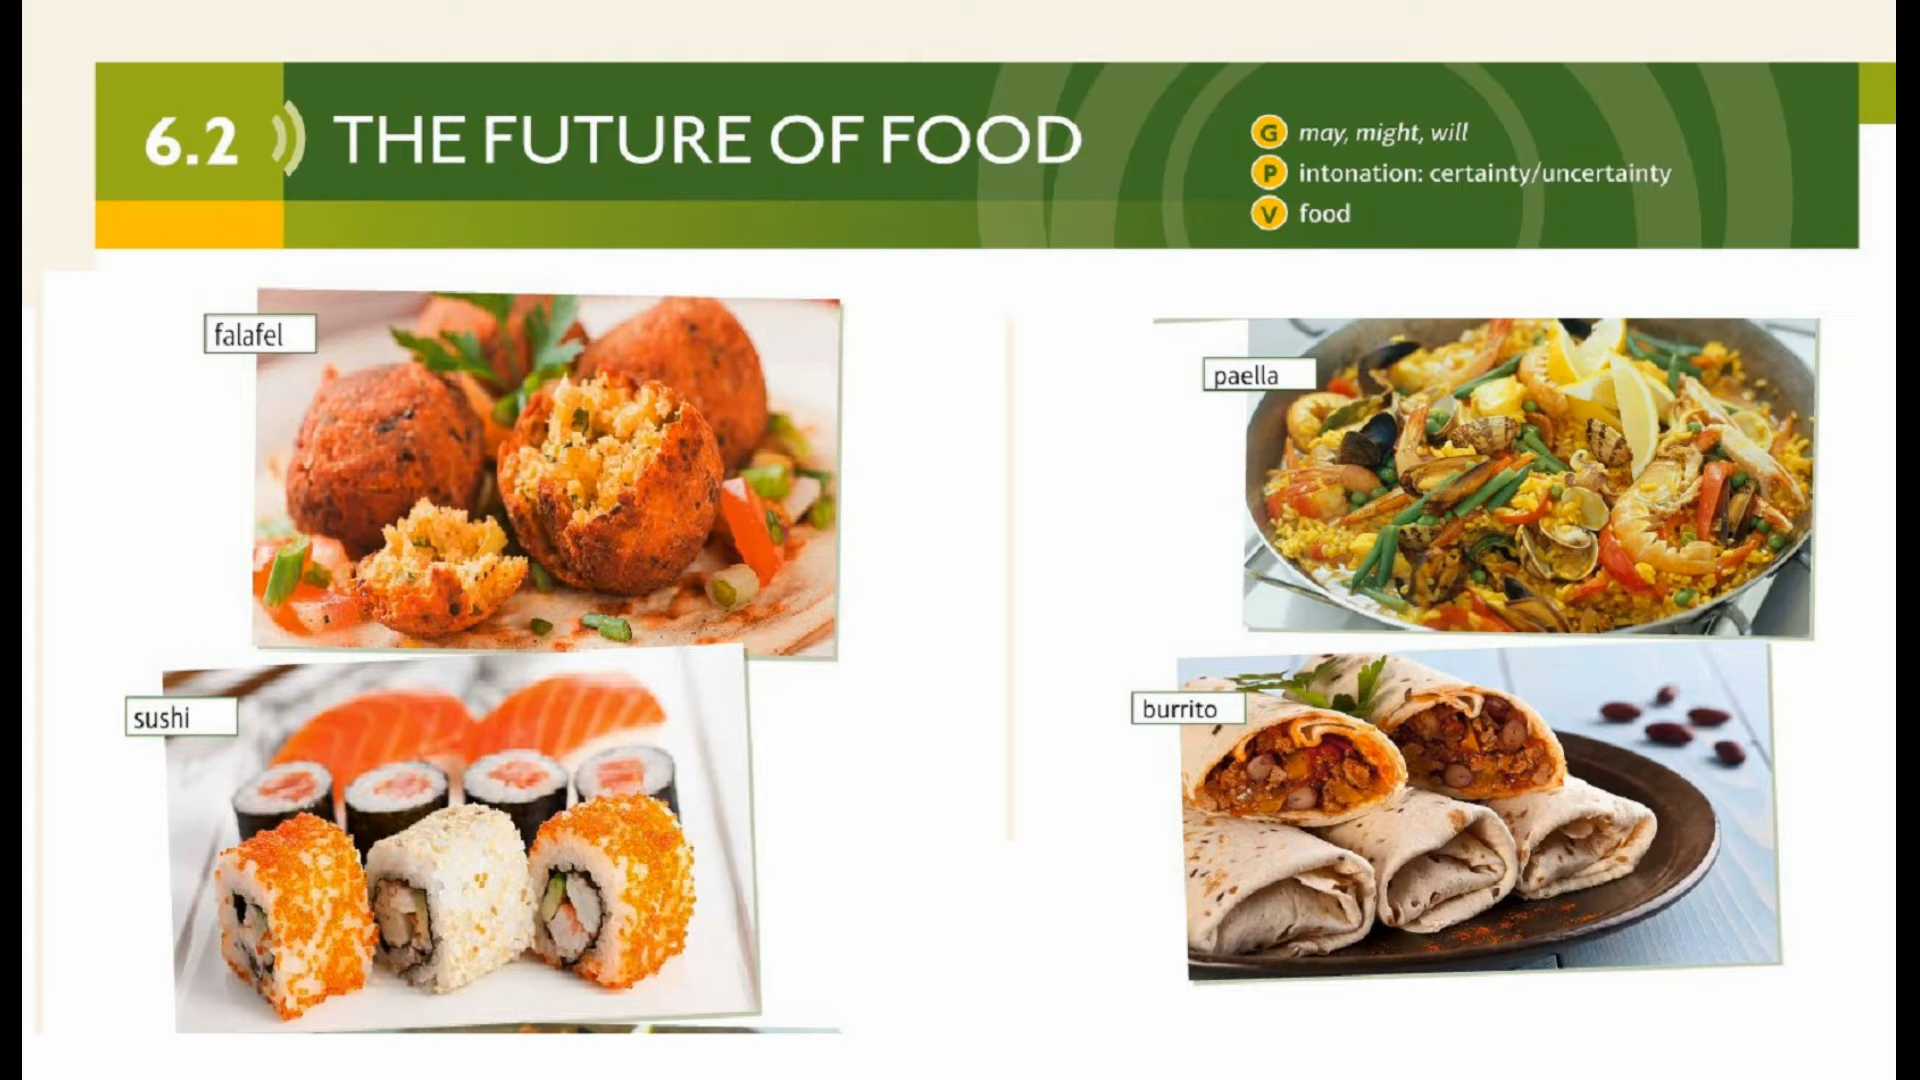 6.2 THE FUTURE OF FOOD
G may, might, will
P intonation: certainty/uncertainty
V food
falafel
paella
sushi
burrito